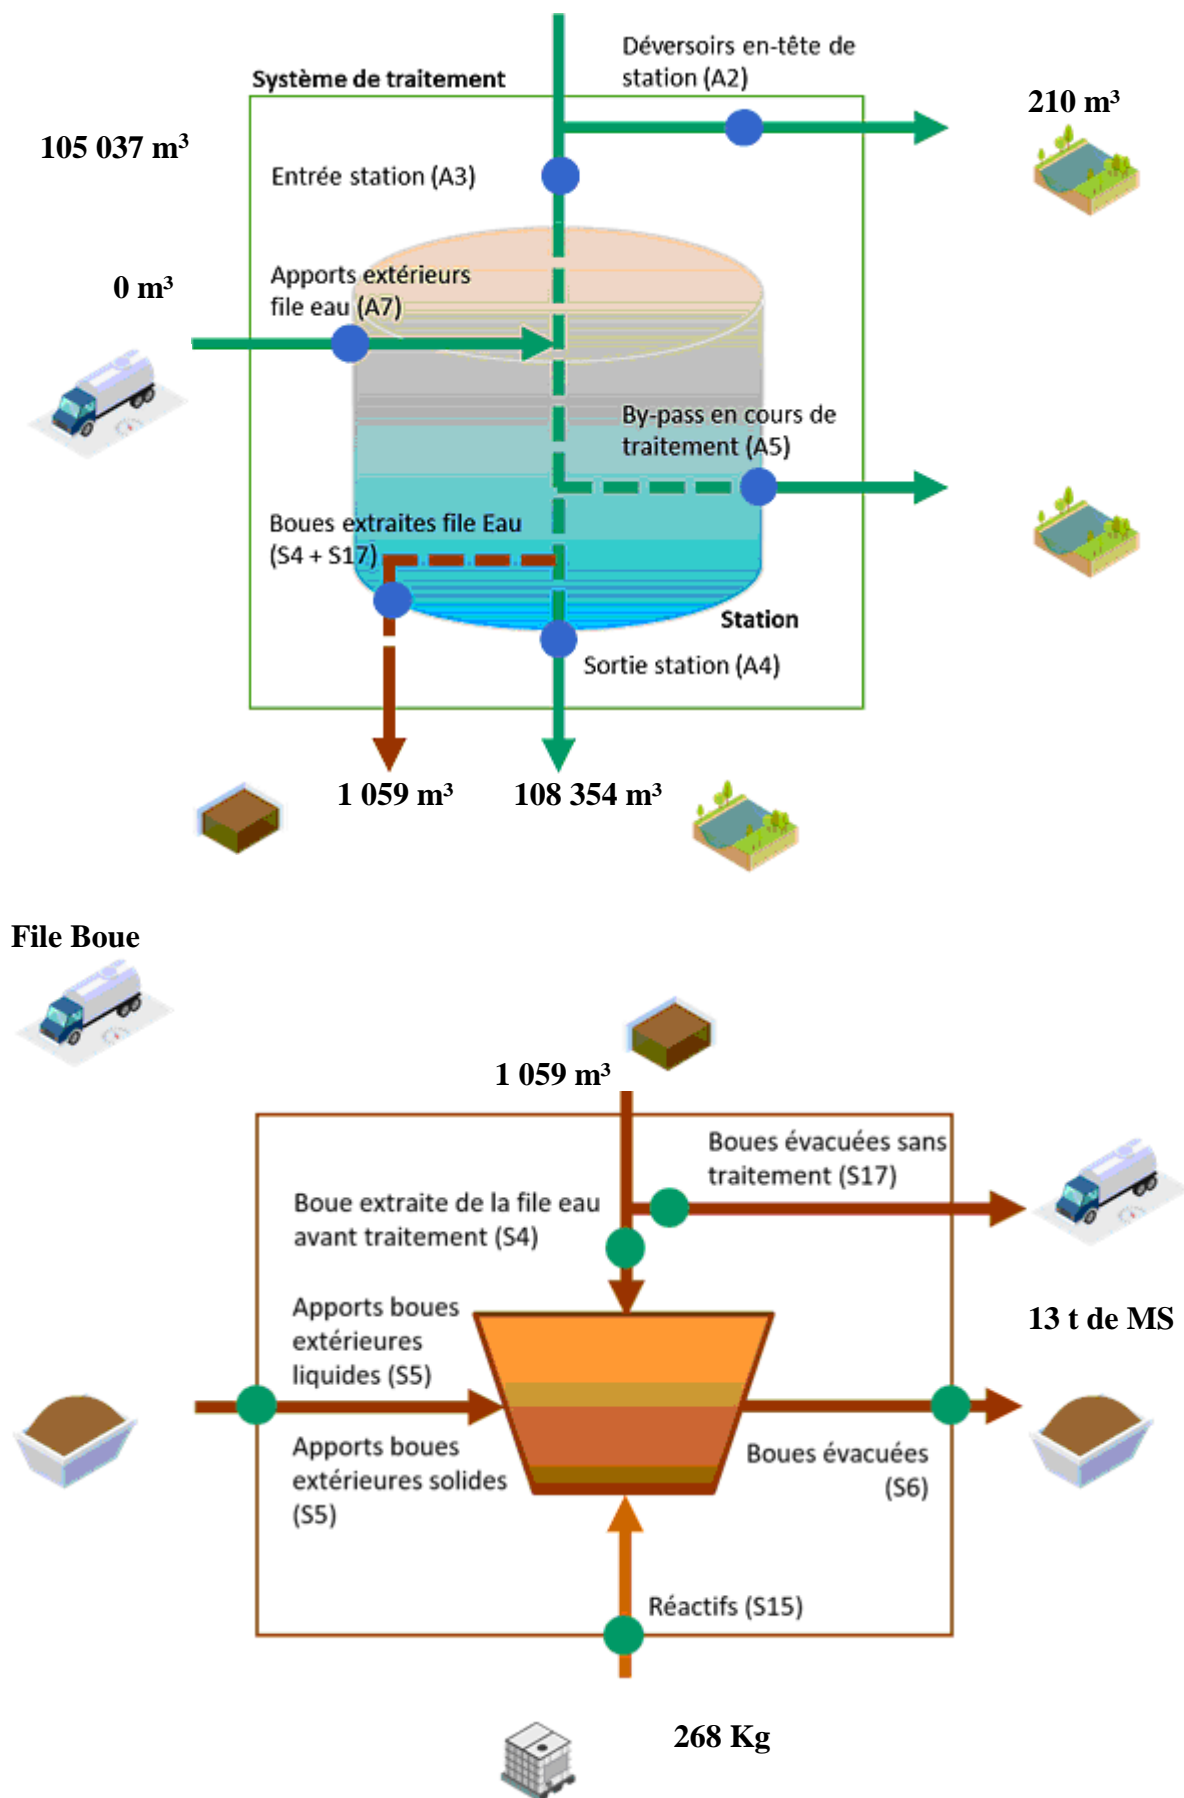 Déversoirs en-tête de
station (A2)
Système de traitement
210 m³
105 037 m³
Entrée station (A3)
Apports extérieurs
file eau (A7)
0 m³
By-pass en cours de
traitement (A5)
Boues extraites file Eau
(S4 + S17)
Station
Sortie station (A4)
1 059 m³
108 354 m³
File Boue
1 059 m³
Boues évacuées sans
traitement (S17)
Boue extraite de la file eau
avant traitement (S4)
Apports boues
extérieures
liquides (S5)
13 t de MS
Apports boues
extérieures solides
(S5)
Boues évacuées
(S6)
Réactifs (S15)
268 Kg